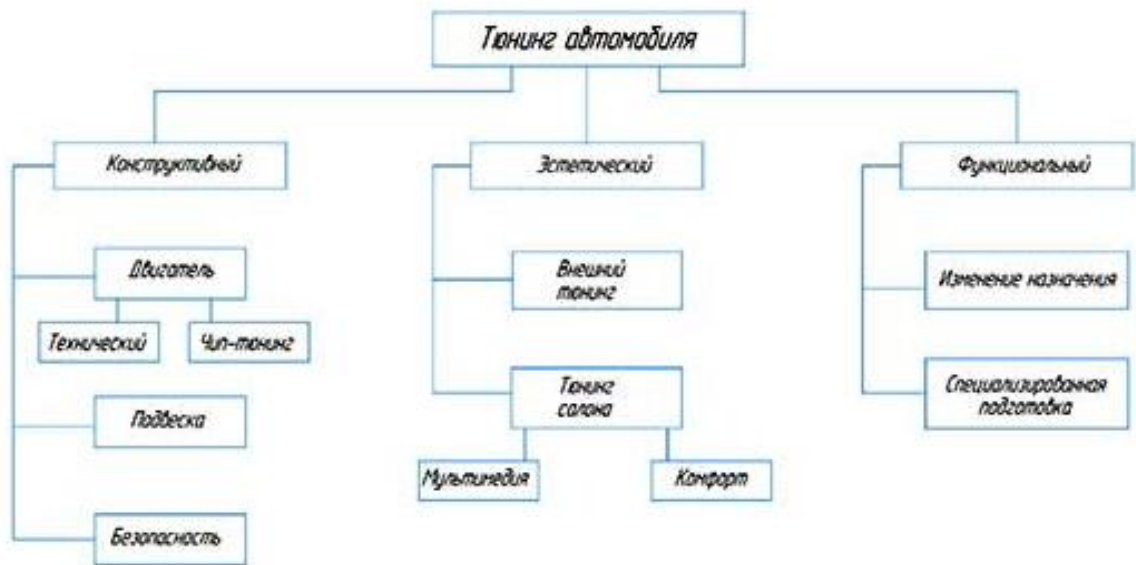 Тюнинг автомобиля
Конструктивный
Эстетический
Функциональный
Двигатель
Внешний
тюнинг
Изменение назначения
Технический
Чип-тюнинг
Тюнинг
салона
Специализированная
подготовка
Подвеска
Мультимедия
Комфорт
Безопасность